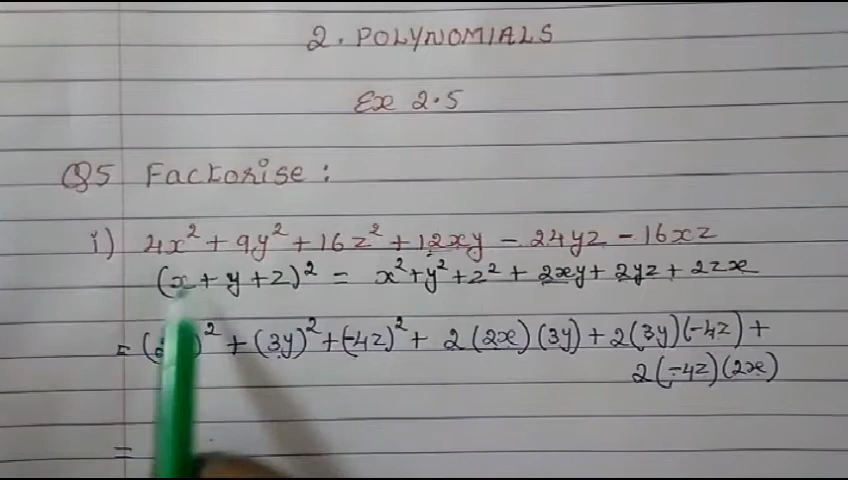 2. POLYNOMIALS
Ex 2.5
Q5 Factorise :
i) 4x² + 9y² + 16z² + 12xy - 24yz - 16xz
(x + y + z)² = x² + y² + z² + 2xy + 2yz + 2zx
= ( )² + (3y)² + (-4z)² + 2(2x)(3y) + 2(3y)(-4z) +
2(-4z)(2x)
=